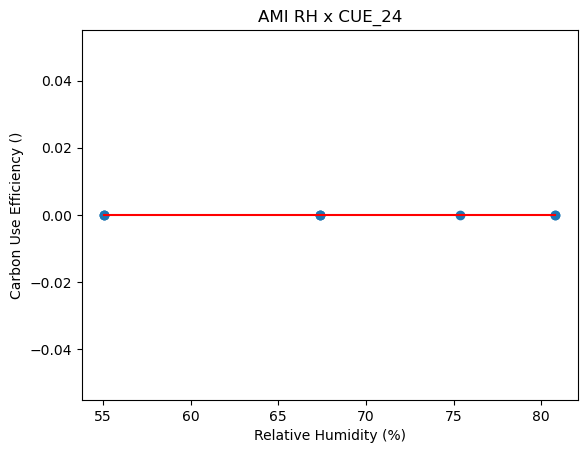 AMI RH x CUE_24
0.04
0.02
0.00
−0.02
−0.04
Carbon Use Efficiency ()
55 60 65 70 75 80
Relative Humidity (%)